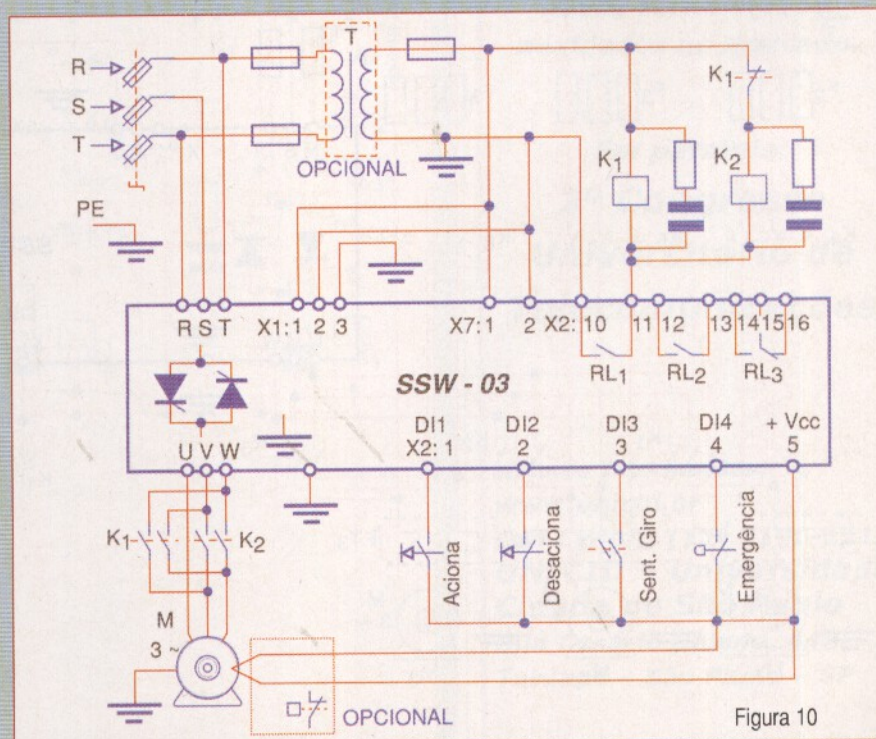 R
S
T
PE
T
OPCIONAL
K1
K1
K2
R S T X1: 1 2 3 X7: 1 2 X2: 10 11 12 13 14 15 16
RL1 RL2 RL3
SSW - 03
DI1 DI2 DI3 DI4 + Vcc
U V W X2: 1 2 3 4 5
K1 K2
Aciona
Desaciona
Sent. Giro
Emergência
M
3 ~
OPCIONAL
Figura 10